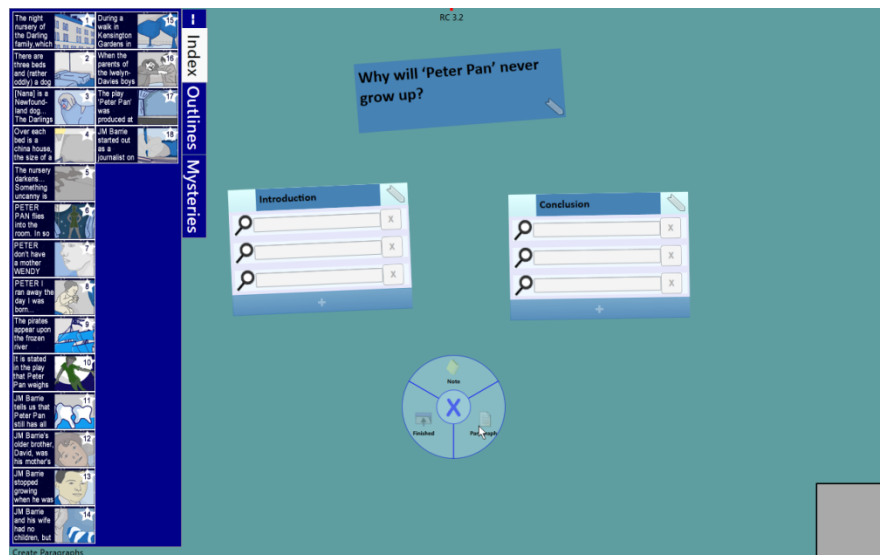 RC 3.2
The night
nursery of
the Darling
family,which
1
There are
three beds
and (rather
oddly) a dog
2
[Nana] is a
Newfound-
land dog...
The Darlings
3
Over each
bed is a
china house,
the size of a
4
The nursery
darkens...
Something
uncanny is
5
PETER
PAN flies
into the
room. In so
6
PETER
don't have
a mother
WENDY
7
PETER I
ran away the
day I was
born...
8
The pirates
appear upon
the frozen
river
9
It is stated
in the play
that Peter
Pan weighs
10
JM Barrie
tells us that
Peter Pan
still has all
11
JM Barrie's
older brother,
David, was
his mother's
12
JM Barrie
stopped
growing
when he was
13
JM Barrie
and his wife
had no
children, but
14
During a
walk in
Kensington
Gardens in
15
When the
parents of
the lwelyn-
Davies boys
16
The play
'Peter Pan'
was
produced at
17
JM Barrie
started out
as a
journalist on
18
--
Index
Outlines
Mysteries
Why will 'Peter Pan' never
grow up?
Introduction
X
X
X
+
Conclusion
X
X
X
+
Note
X
Finished
Paragraph
Create Paragraphs